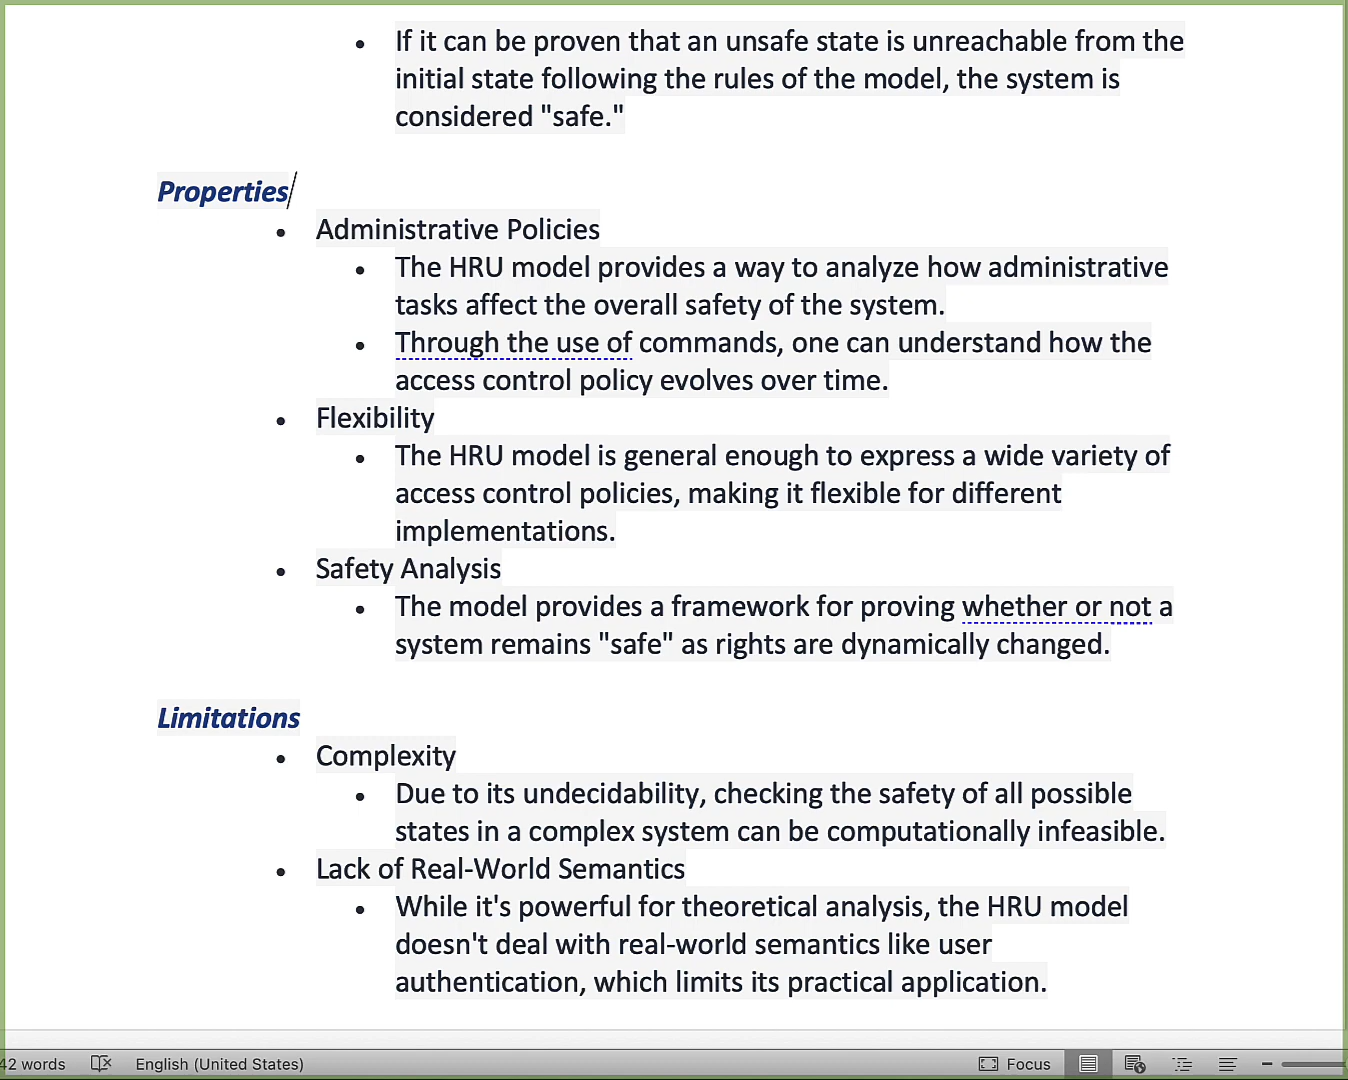 • If it can be proven that an unsafe state is unreachable from the
initial state following the rules of the model, the system is
considered "safe."
Properties
• Administrative Policies
• The HRU model provides a way to analyze how administrative
tasks affect the overall safety of the system.
• Through the use of commands, one can understand how the
access control policy evolves over time.
• Flexibility
• The HRU model is general enough to express a wide variety of
access control policies, making it flexible for different
implementations.
• Safety Analysis
• The model provides a framework for proving whether or not a
system remains "safe" as rights are dynamically changed.
Limitations
• Complexity
• Due to its undecidability, checking the safety of all possible
states in a complex system can be computationally infeasible.
• Lack of Real-World Semantics
• While it's powerful for theoretical analysis, the HRU model
doesn't deal with real-world semantics like user
authentication, which limits its practical application.
42 words English (United States) Focus